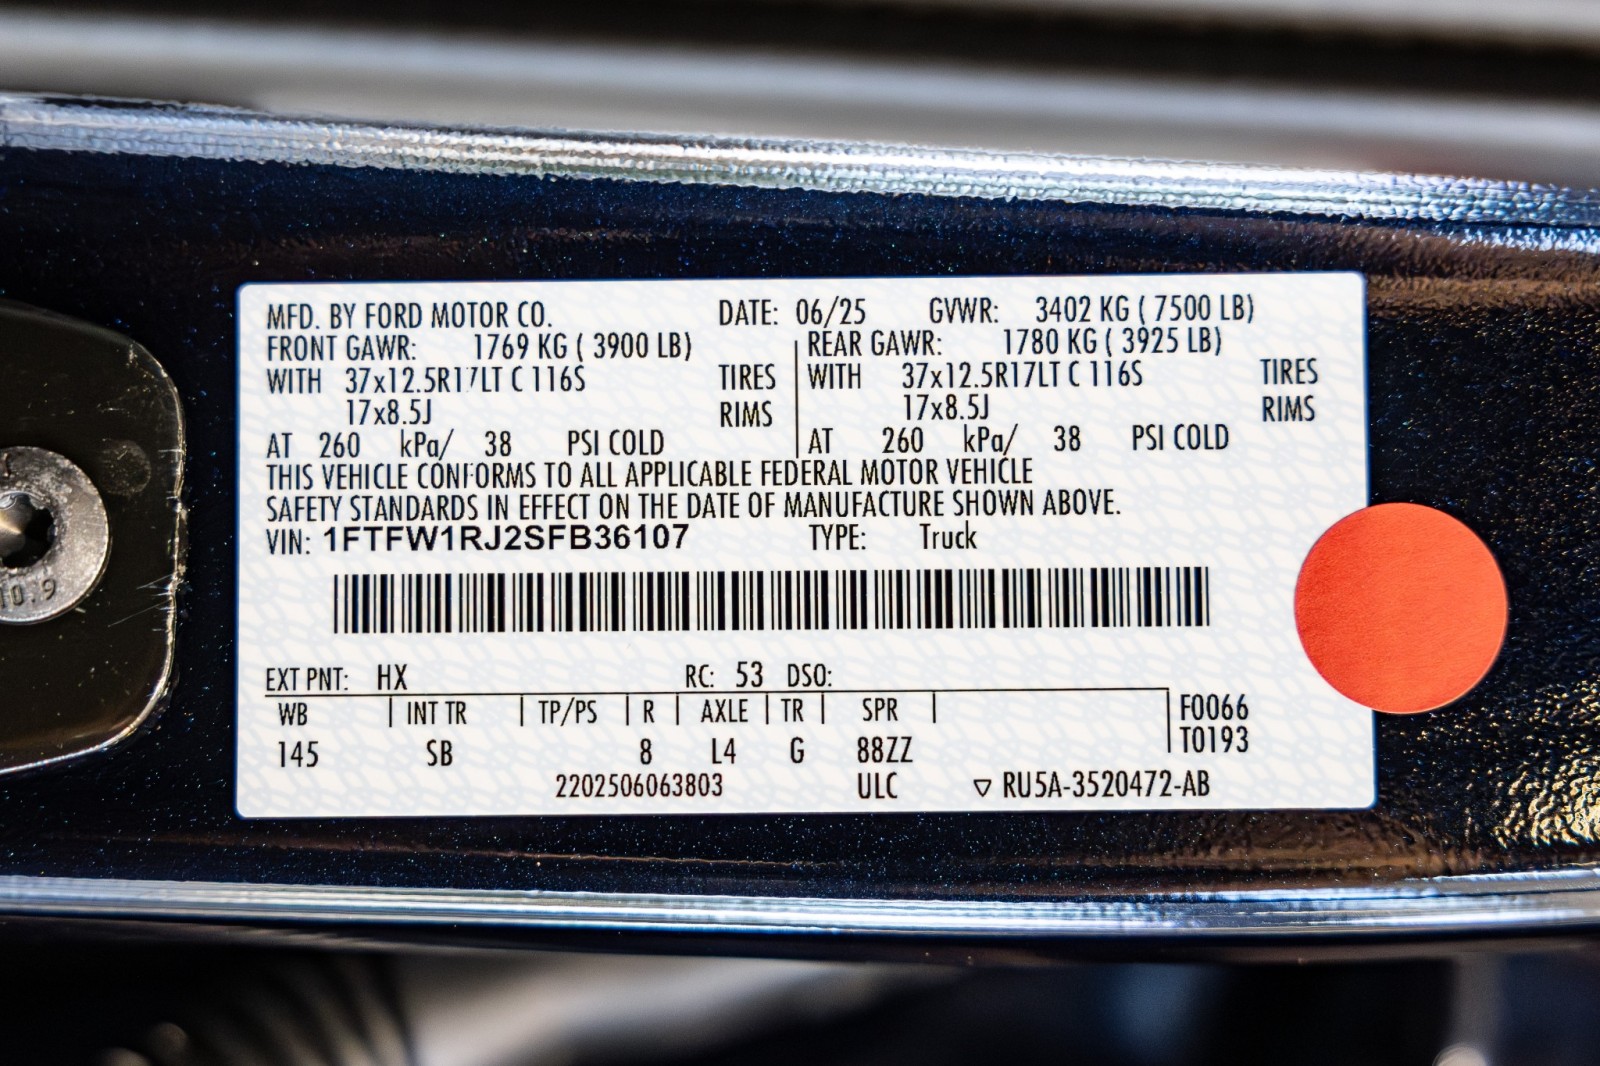 MFD. BY FORD MOTOR CO. DATE: 06/25 GVWR: 3402 KG ( 7500 LB)
FRONT GAWR: 1769 KG ( 3900 LB) REAR GAWR: 1780 KG ( 3925 LB)
WITH 37x12.5R17LT C 116S TIRES WITH 37x12.5R17LT C 116S TIRES
17x8.5J RIMS 17x8.5J RIMS
AT 260 kPa/ 38 PSI COLD AT 260 kPa/ 38 PSI COLD
THIS VEHICLE CONFORMS TO ALL APPLICABLE FEDERAL MOTOR VEHICLE
SAFETY STANDARDS IN EFFECT ON THE DATE OF MANUFACTURE SHOWN ABOVE.
VIN: 1FTFW1RJ2SFB36107 TYPE: Truck
EXT PNT: HX RC: 53 DSO:
WB INT TR TP/PS R AXLE TR SPR F0066
145 SB 8 L4 G 88ZZ T0193
2202506063803 ULC ▽ RU5A-3520472-AB
10.9